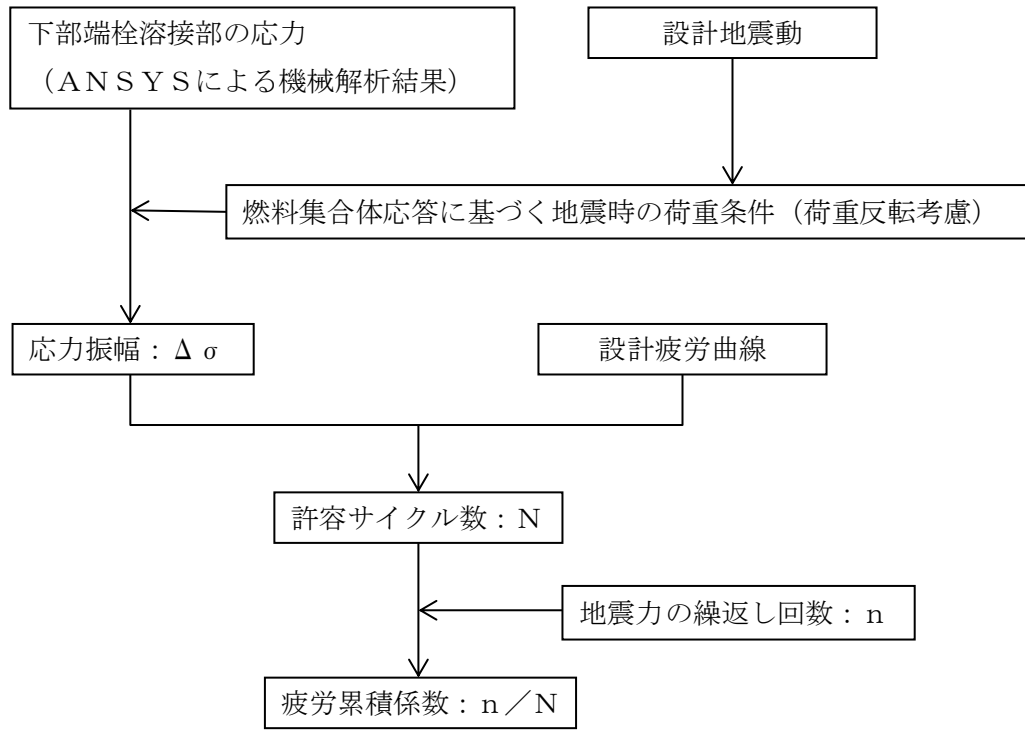 下部端栓溶接部の応力
（ＡＮＳＹＳによる機械解析結果）
設計地震動
燃料集合体応答に基づく地震時の荷重条件（荷重反転考慮）
応力振幅：Δσ
設計疲労曲線
許容サイクル数：Ｎ
地震力の繰返し回数：ｎ
疲労累積係数：ｎ／Ｎ